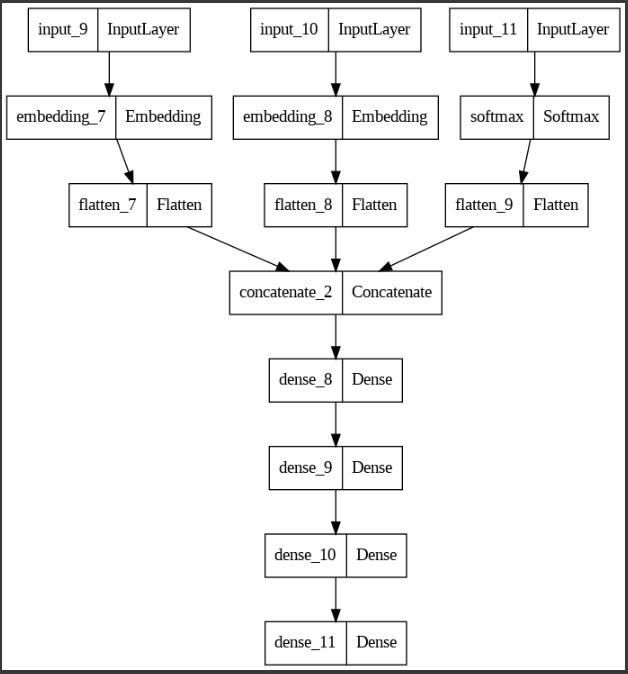 input_9 InputLayer
input_10 InputLayer
input_11 InputLayer
embedding_7 Embedding
embedding_8 Embedding
softmax Softmax
flatten_7 Flatten
flatten_8 Flatten
flatten_9 Flatten
concatenate_2 Concatenate
dense_8 Dense
dense_9 Dense
dense_10 Dense
dense_11 Dense